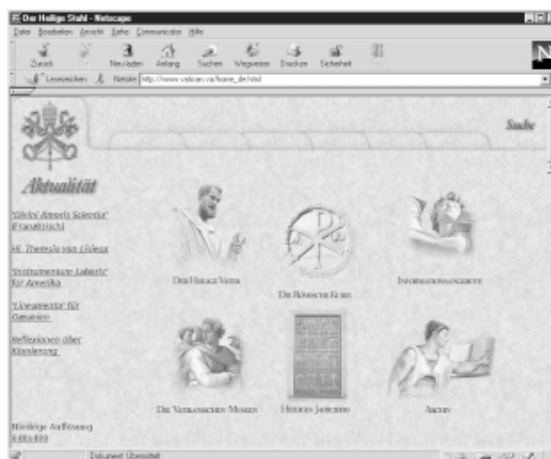 Der Heilige Stuhl - Netscape
Datei Bearbeiten Ansicht Gehe Communicator Hilfe
Zurück Neu laden Anfang Suchen Wegweiser Drucken Sicherheit
Lesezeichen Netsite: http://www.vatican.va/home_de.html
Suche
Aktualität
"Divini Amoris Scientia"
(Französisch)
Hl. Theresia von Lisieux
"Instrumentum Laboris"
für Amerika
"Lineamenta" für
Ozeanien
Reflexionen über
Klonierung
Der Heilige Vater
Die Römische Kurie
Informationsangebote
Die Vatikanischen Museen
Heiliges Jahr 2000
Archiv
Niedrige Auflösung
640x480
Dokument: Übermittelt